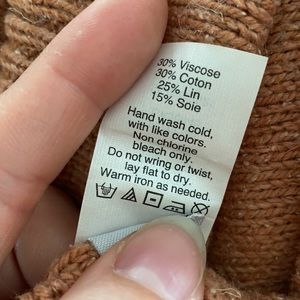 30% Viscose
30% Coton
25% Lin
15% Soie
Hand wash cold,
with like colors.
Non chlorine
bleach only.
Do not wring or twist,
lay flat to dry.
Warm iron as needed.